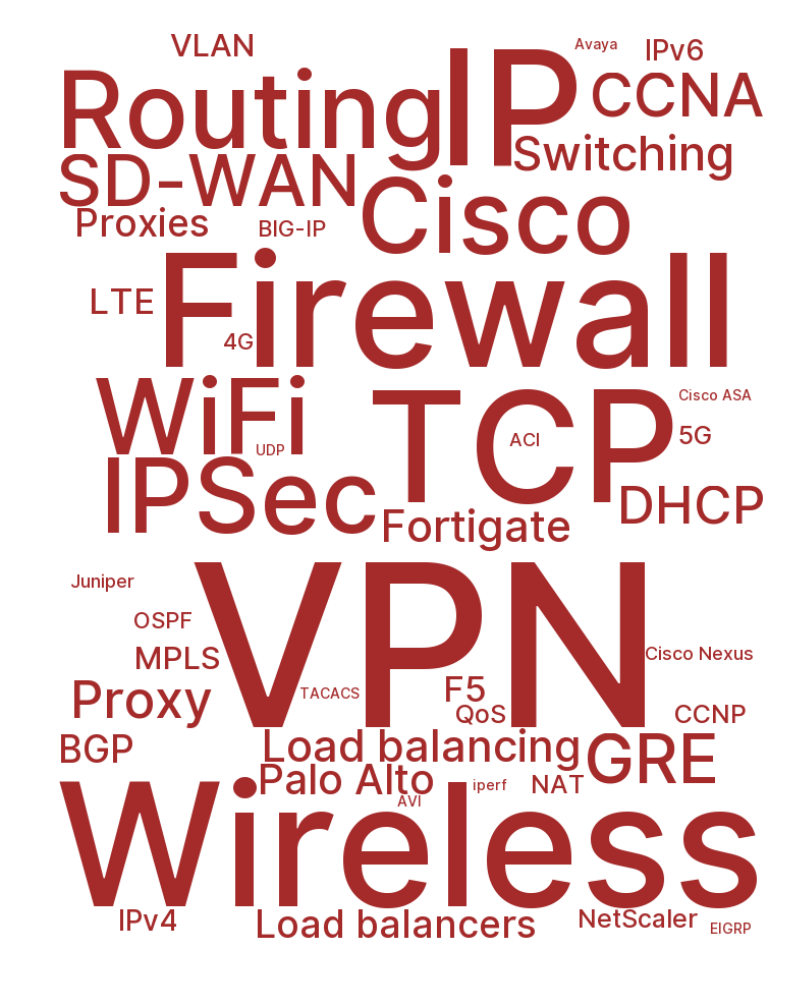 VLAN
Avaya
IPv6
Routing
IP
CCNA
Switching
SD-WAN
Cisco
Proxies
BIG-IP
Firewall
LTE
4G
WiFi
TCP
Cisco ASA
5G
ACI
UDP
IPSec
DHCP
Fortigate
VPN
Juniper
OSPF
MPLS
Cisco Nexus
Proxy
TACACS
F5
QoS
CCNP
BGP
Load balancing
GRE
Palo Alto
iperf
NAT
AVI
Wireless
IPv4
Load balancers
NetScaler
EIGRP